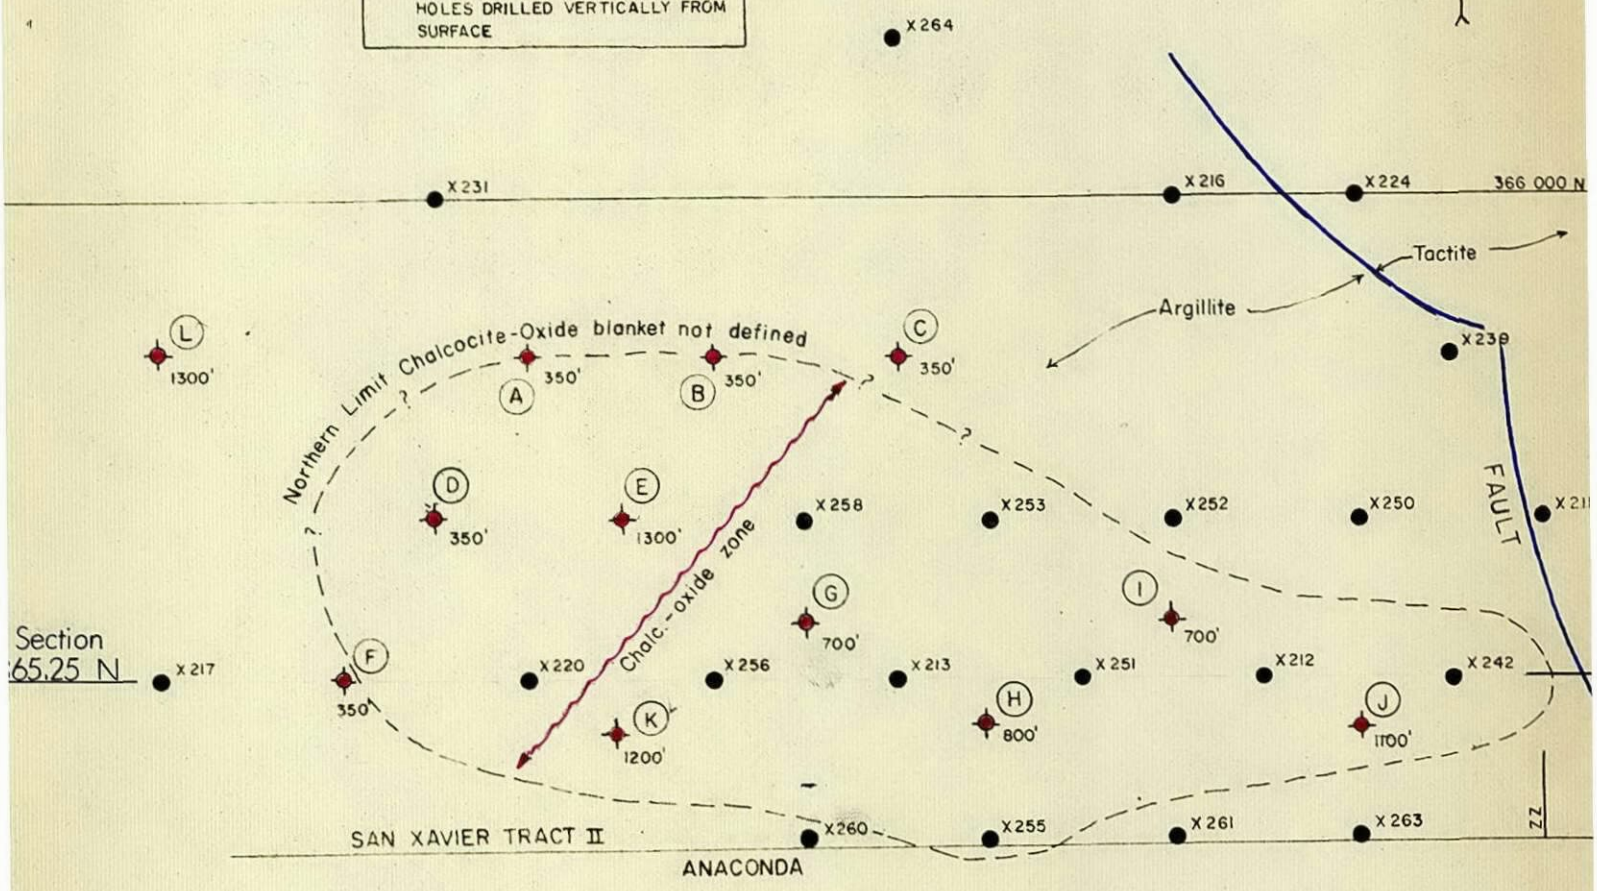 HOLES DRILLED VERTICALLY FROM
SURFACE
X 264
X 231
X 216
X 224
366 000 N
Tactite
Argillite
L
1300'
Northern Limit Chalcocite-Oxide blanket not defined
C
350'
X 239
A
350'
B
350'
?
?
?
?
D
350'
E
1300'
X 258
X 253
X 252
X 250
FAULT
Chalc.-oxide zone
G
700'
I
700'
Section
65.25 N
X 217
F
350'
X 220
X 256
X 213
X 251
X 212
X 242
K
1200'
H
800'
J
1100'
SAN XAVIER TRACT II
X 260
X 255
X 261
X 263
ZZ
ANACONDA